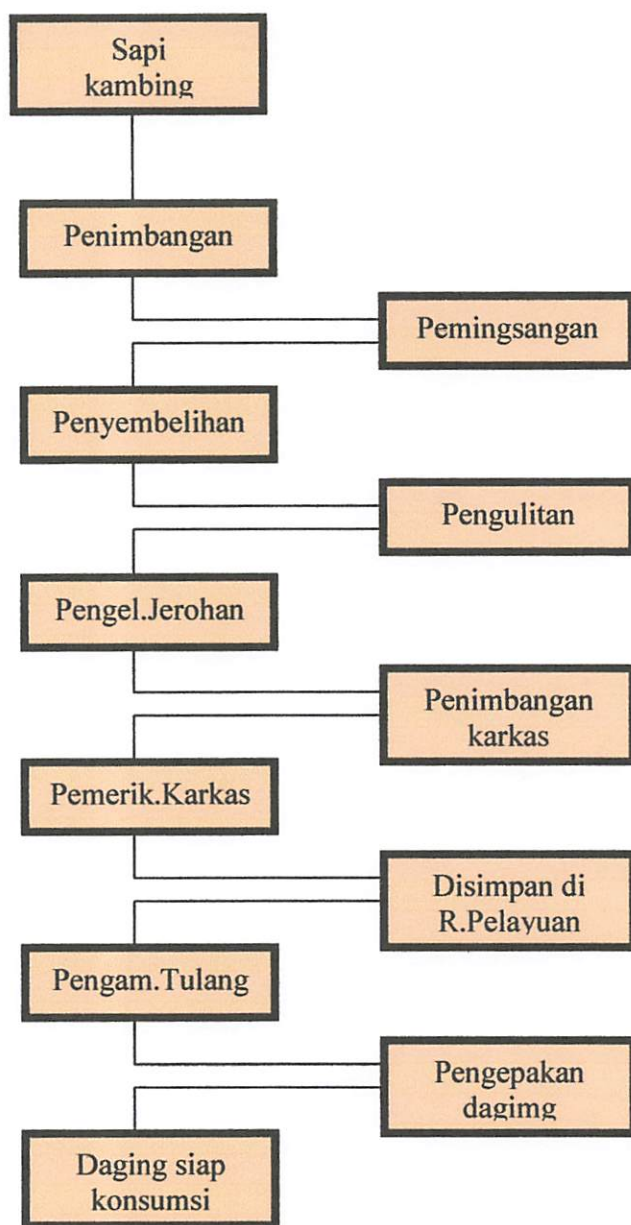 Sapi
kambing
Penimbangan
Pemingsangan
Penyembelihan
Pengulitan
Pengel.Jerohan
Penimbangan
karkas
Pemerik.Karkas
Disimpan di
R.Pelayuan
Pengam.Tulang
Pengepakan
dagimg
Daging siap
konsumsi